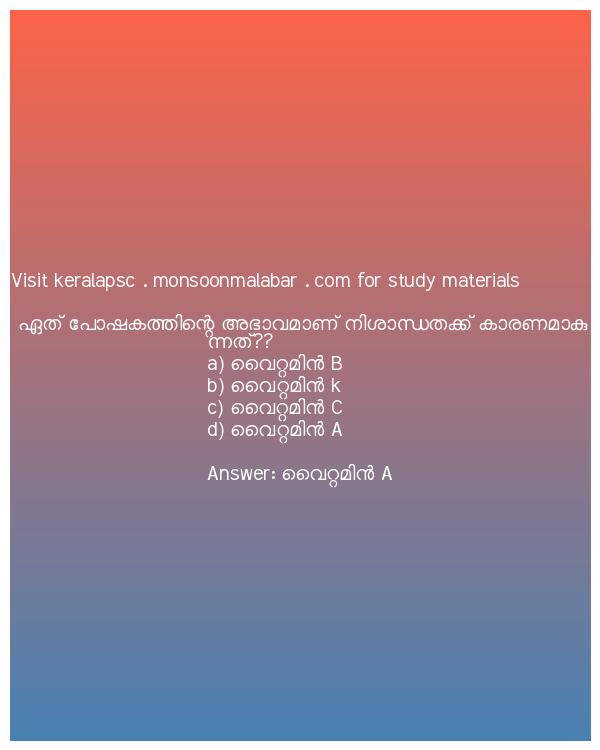 Visit keralapsc . monsoonmalabar . com for study materials
ഏത് പോഷകത്തിന്റെ അഭാവമാണ് നിശാന്ധതക്ക് കാരണമാകു
ന്നത്??
a) വൈറ്റമിൻ B
b) വൈറ്റമിൻ k
c) വൈറ്റമിൻ C
d) വൈറ്റമിൻ A
Answer: വൈറ്റമിൻ A